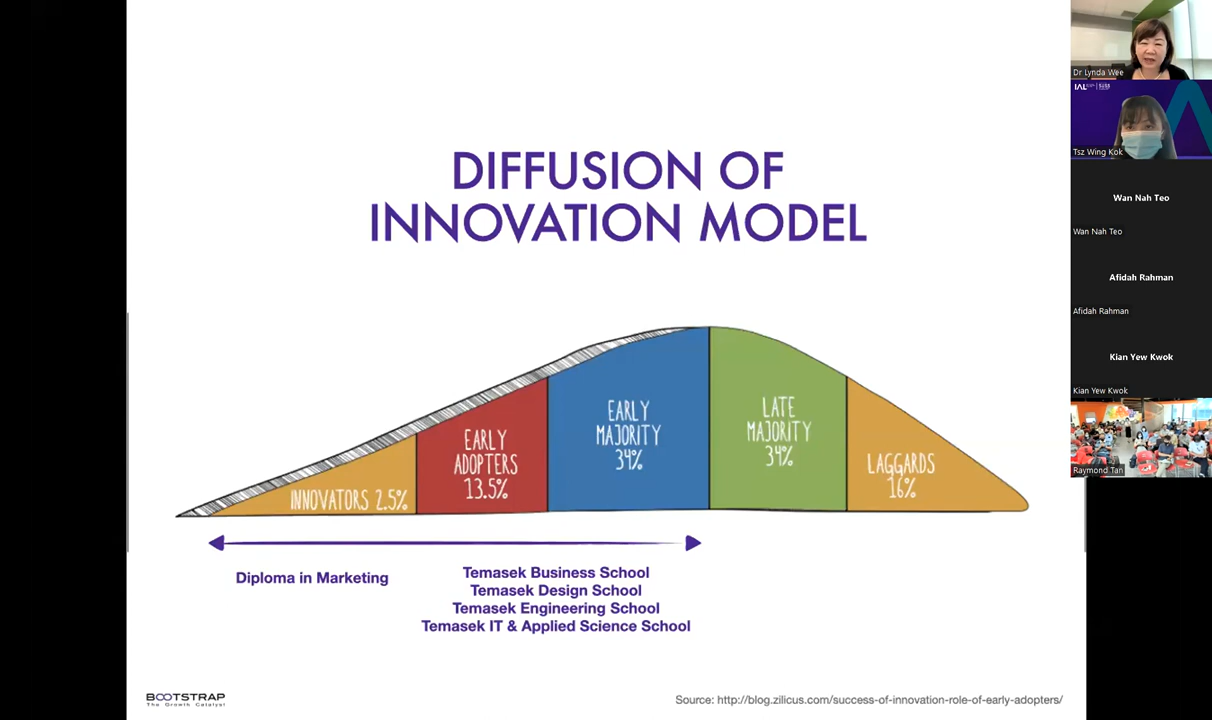 DIFFUSION OF
INNOVATION MODEL
INNOVATORS 2.5%
EARLY
ADOPTERS
13.5%
EARLY
MAJORITY
34%
LATE
MAJORITY
34%
LAGGARDS
16%
Diploma in Marketing
Temasek Business School
Temasek Design School
Temasek Engineering School
Temasek IT & Applied Science School
BOOTSTRAP
The Growth Catalyst
Source: http://blog.zilicus.com/success-of-innovation-role-of-early-adopters/
Dr Lynda Wee
IAL
Tsz Wing Kok
Wan Nah Teo
Wan Nah Teo
Afidah Rahman
Afidah Rahman
Kian Yew Kwok
Kian Yew Kwok
Raymond Tan